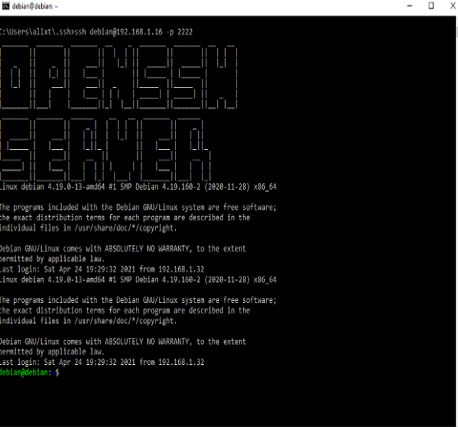 debian@debian: ~
C:\Users\alixt\.ssh>ssh debian@192.168.1.16 -p 2222
OPENSSH
SERVER
Linux debian 4.19.0-13-amd64 #1 SMP Debian 4.19.160-2 (2020-11-28) x86_64
The programs included with the Debian GNU/Linux system are free software;
the exact distribution terms for each program are described in the
individual files in /usr/share/doc/*/copyright.
Debian GNU/Linux comes with ABSOLUTELY NO WARRANTY, to the extent
permitted by applicable law.
Last login: Sat Apr 24 19:29:32 2021 from 192.168.1.32
Linux debian 4.19.0-13-amd64 #1 SMP Debian 4.19.160-2 (2020-11-28) x86_64
The programs included with the Debian GNU/Linux system are free software;
the exact distribution terms for each program are described in the
individual files in /usr/share/doc/*/copyright.
Debian GNU/Linux comes with ABSOLUTELY NO WARRANTY, to the extent
permitted by applicable law.
Last login: Sat Apr 24 19:29:32 2021 from 192.168.1.32
debian@debian: $